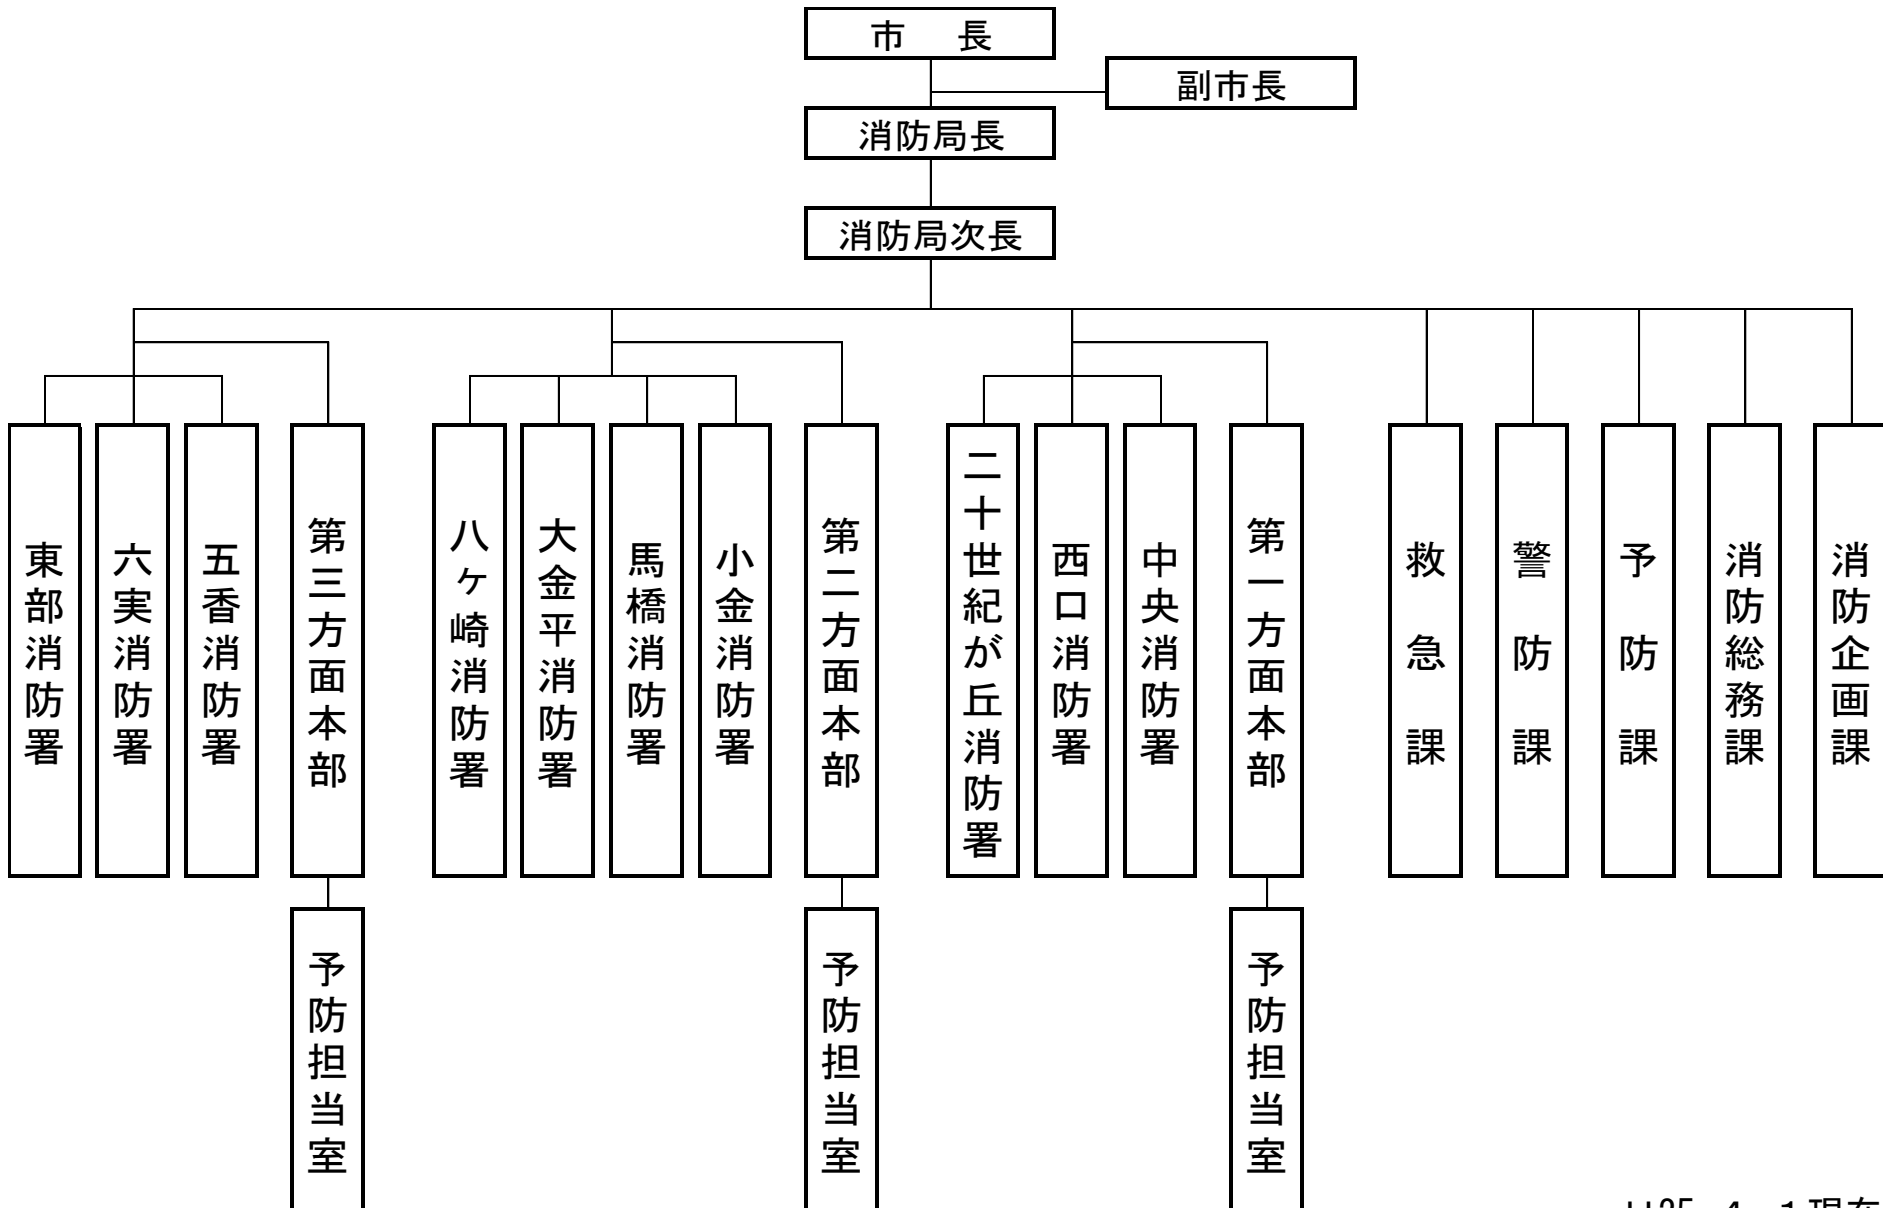 市　長
副市長
消防局長
消防局次長
消防企画課
消防総務課
予防課
警防課
救急課
第一方面本部
中央消防署
西口消防署
二十世紀が丘消防署
第二方面本部
小金消防署
馬橋消防署
大金平消防署
八ヶ崎消防署
第三方面本部
五香消防署
六実消防署
東部消防署
予防担当室
予防担当室
予防担当室
H25．4．1現在